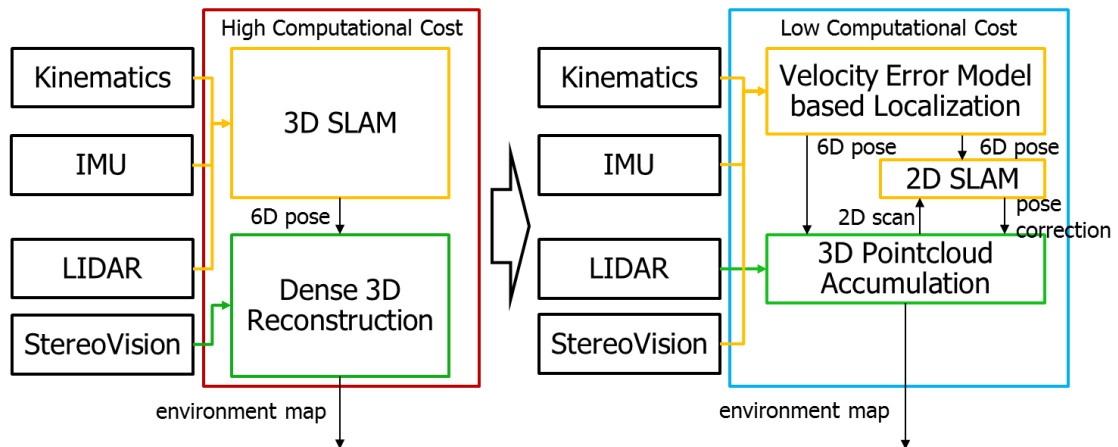 High Computational Cost
Kinematics
IMU
LIDAR
StereoVision
3D SLAM
6D pose
Dense 3D
Reconstruction
environment map
Low Computational Cost
Kinematics
IMU
LIDAR
StereoVision
Velocity Error Model
based Localization
6D pose
6D pose
2D SLAM
2D scan
pose
correction
3D Pointcloud
Accumulation
environment map